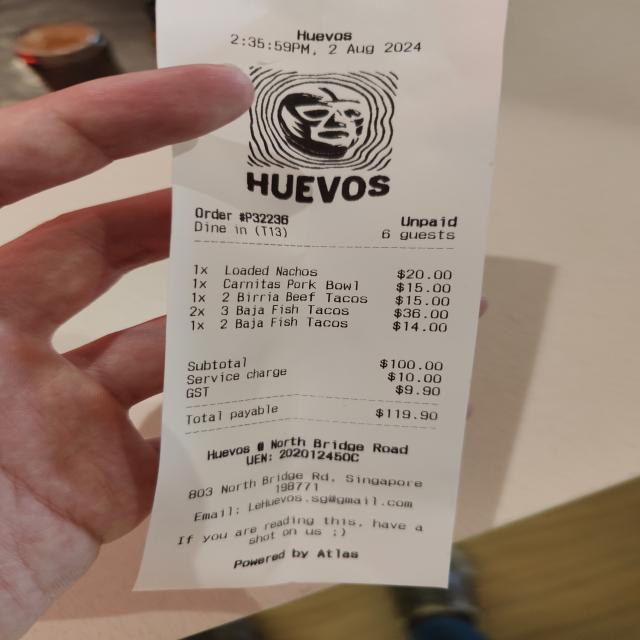 Huevos
2:35:59PM, 2 Aug 2024
HUEVOS
Order #P32236 Unpaid
Dine in (T13) 6 guests
1x Loaded Nachos $20.00
1x Carnitas Pork Bowl $15.00
1x 2 Birria Beef Tacos $15.00
2x 3 Baja Fish Tacos $36.00
1x 2 Baja Fish Tacos $14.00
Subtotal $100.00
Service charge $10.00
GST $9.90
Total payable $119.90
Huevos @ North Bridge Road
UEN: 202012450C
803 North Bridge Rd, Singapore
198771
Email: LeHuevos.sg@gmail.com
If you are reading this, have a
shot on us ;)
Powered by Atlas